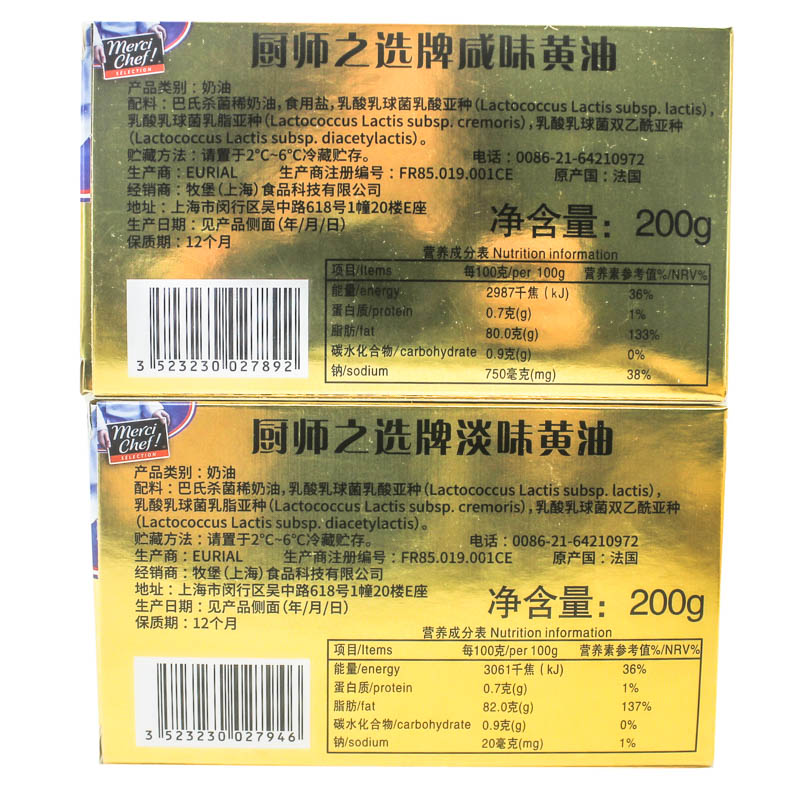 Merci
Chef!
SELECTION
厨师之选牌咸味黄油
产品类别：奶油
配料：巴氏杀菌稀奶油，食用盐，乳酸乳球菌乳酸亚种（Lactococcus Lactis subsp. lactis），
乳酸乳球菌乳脂亚种（Lactococcus Lactis subsp. cremoris），乳酸乳球菌双乙酰亚种
（Lactococcus Lactis subsp. diacetylactis）。
贮藏方法：请置于2℃~6℃冷藏贮存。 电话：0086-21-64210972
生产商：EURIAL 生产商注册编号：FR85.019.001CE 原产国：法国
经销商：牧堡（上海）食品科技有限公司
地址：上海市闵行区吴中路618号1幢20楼E座
生产日期：见产品侧面（年/月/日） 净含量：200g
保质期：12个月
营养成分表 Nutrition information
项目/Items 每100克/per 100g 营养素参考值%/NRV%
能量/energy 2987千焦（kJ） 36%
蛋白质/protein 0.7克(g) 1%
脂肪/fat 80.0克(g) 133%
碳水化合物/carbohydrate 0.9克(g) 0%
钠/sodium 750毫克(mg) 38%
3 523230 027892
Merci
Chef!
SELECTION
厨师之选牌淡味黄油
产品类别：奶油
配料：巴氏杀菌稀奶油，乳酸乳球菌乳酸亚种（Lactococcus Lactis subsp. lactis），
乳酸乳球菌乳脂亚种（Lactococcus Lactis subsp. cremoris），乳酸乳球菌双乙酰亚种
（Lactococcus Lactis subsp. diacetylactis）。
贮藏方法：请置于2℃~6℃冷藏贮存。 电话：0086-21-64210972
生产商：EURIAL 生产商注册编号：FR85.019.001CE 原产国：法国
经销商：牧堡（上海）食品科技有限公司
地址：上海市闵行区吴中路618号1幢20楼E座
生产日期：见产品侧面（年/月/日） 净含量：200g
保质期：12个月
营养成分表 Nutrition information
项目/Items 每100克/per 100g 营养素参考值%/NRV%
能量/energy 3061千焦（kJ） 36%
蛋白质/protein 0.7克(g) 1%
脂肪/fat 82.0克(g) 137%
碳水化合物/carbohydrate 0.9克(g) 0%
钠/sodium 20毫克(mg) 1%
3 523230 027946